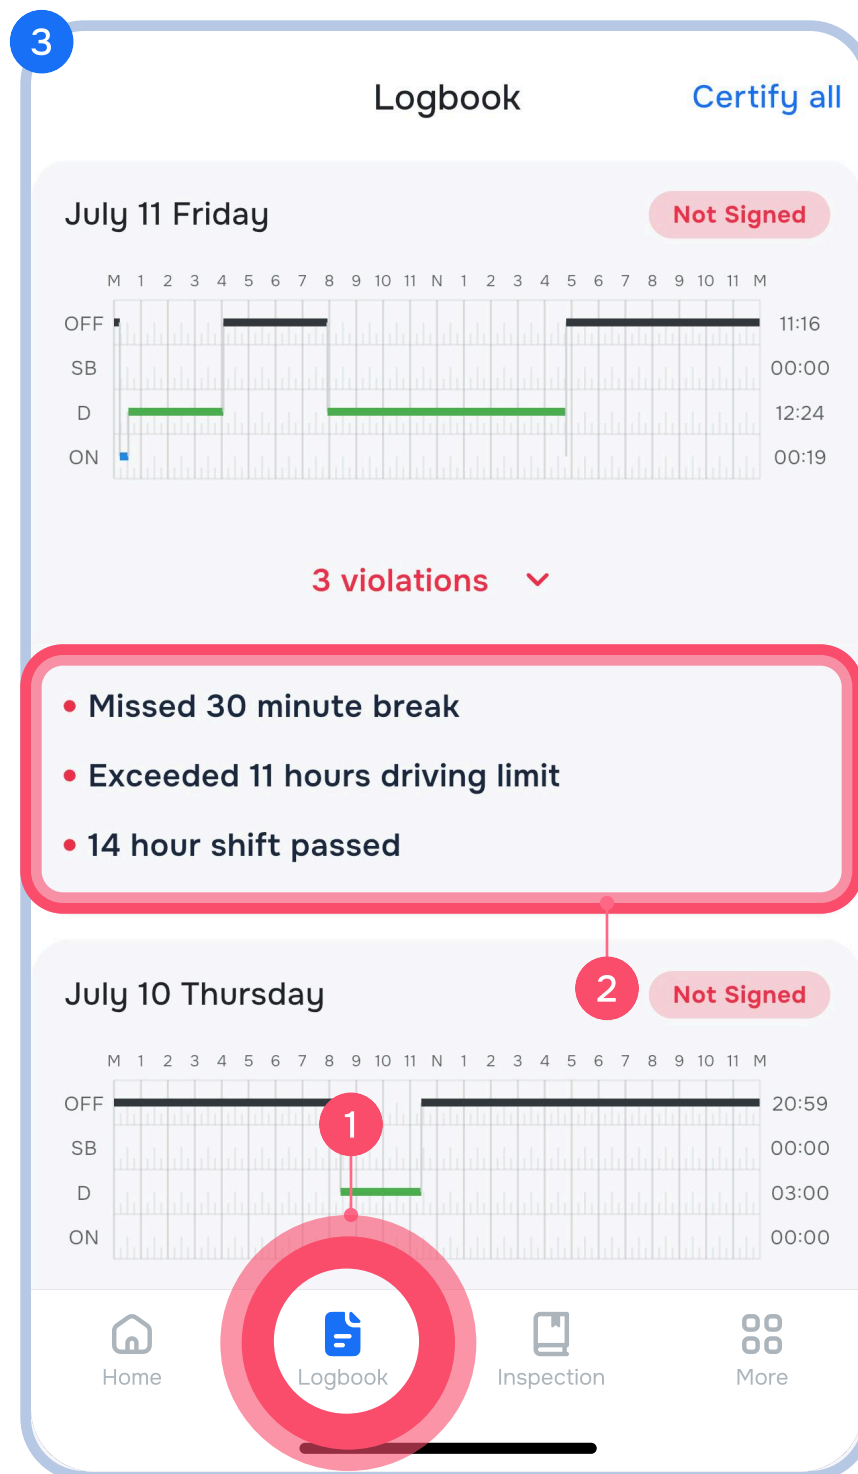 3
Logbook Certify all
July 11 Friday Not Signed
M 1 2 3 4 5 6 7 8 9 10 11 N 1 2 3 4 5 6 7 8 9 10 11 M
OFF 11:16
SB 00:00
D 12:24
ON 00:19
3 violations
• Missed 30 minute break
• Exceeded 11 hours driving limit
• 14 hour shift passed
2
July 10 Thursday Not Signed
M 1 2 3 4 5 6 7 8 9 10 11 N 1 2 3 4 5 6 7 8 9 10 11 M
OFF 20:59
1
SB 00:00
D 03:00
ON 00:00
Home Logbook Inspection More